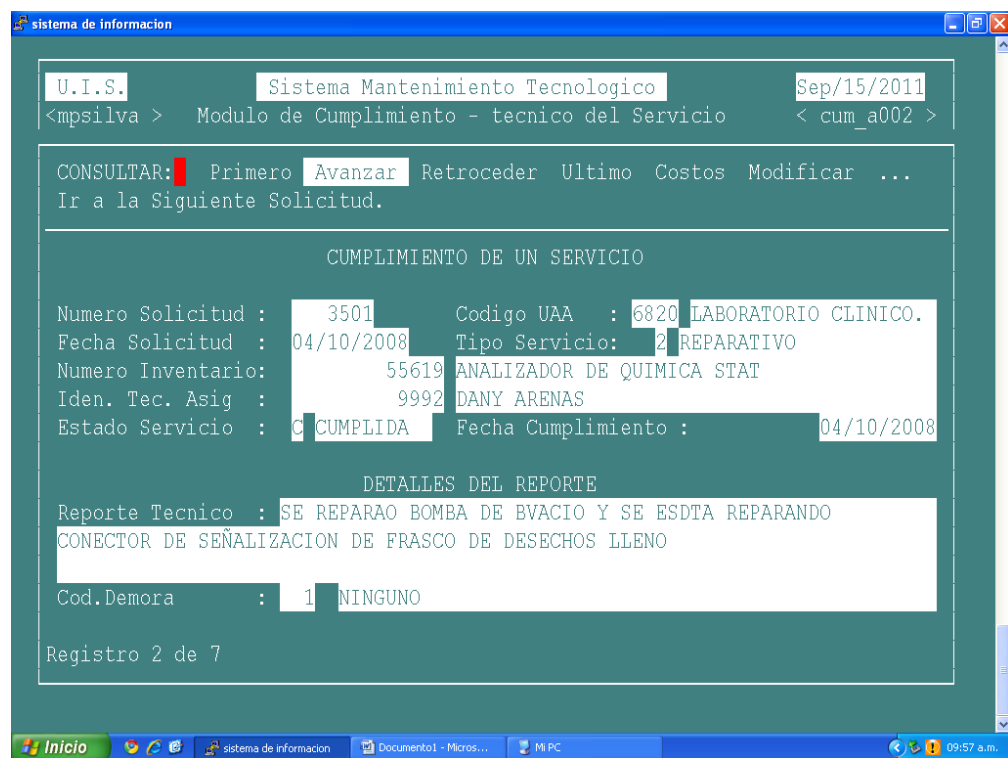 sistema de informacion
U.I.S. Sistema Mantenimiento Tecnologico Sep/15/2011
<mpsilva > Modulo de Cumplimiento - tecnico del Servicio < cum_a002 >
CONSULTAR: Primero Avanzar Retroceder Ultimo Costos Modificar ...
Ir a la Siguiente Solicitud.
CUMPLIMIENTO DE UN SERVICIO
Numero Solicitud : 3501 Codigo UAA : 6820 LABORATORIO CLINICO.
Fecha Solicitud : 04/10/2008 Tipo Servicio: 2 REPARATIVO
Numero Inventario: 55619 ANALIZADOR DE QUIMICA STAT
Iden. Tec. Asig : 9992 DANY ARENAS
Estado Servicio : C CUMPLIDA Fecha Cumplimiento : 04/10/2008
DETALLES DEL REPORTE
Reporte Tecnico : SE REPARAO BOMBA DE BVACIO Y SE ESDTA REPARANDO
CONECTOR DE SEÑALIZACION DE FRASCO DE DESECHOS LLENO
Cod.Demora : 1 NINGUNO
Registro 2 de 7
Inicio sistema de informacion Documento1 - Micros... Mi PC 09:57 a.m.